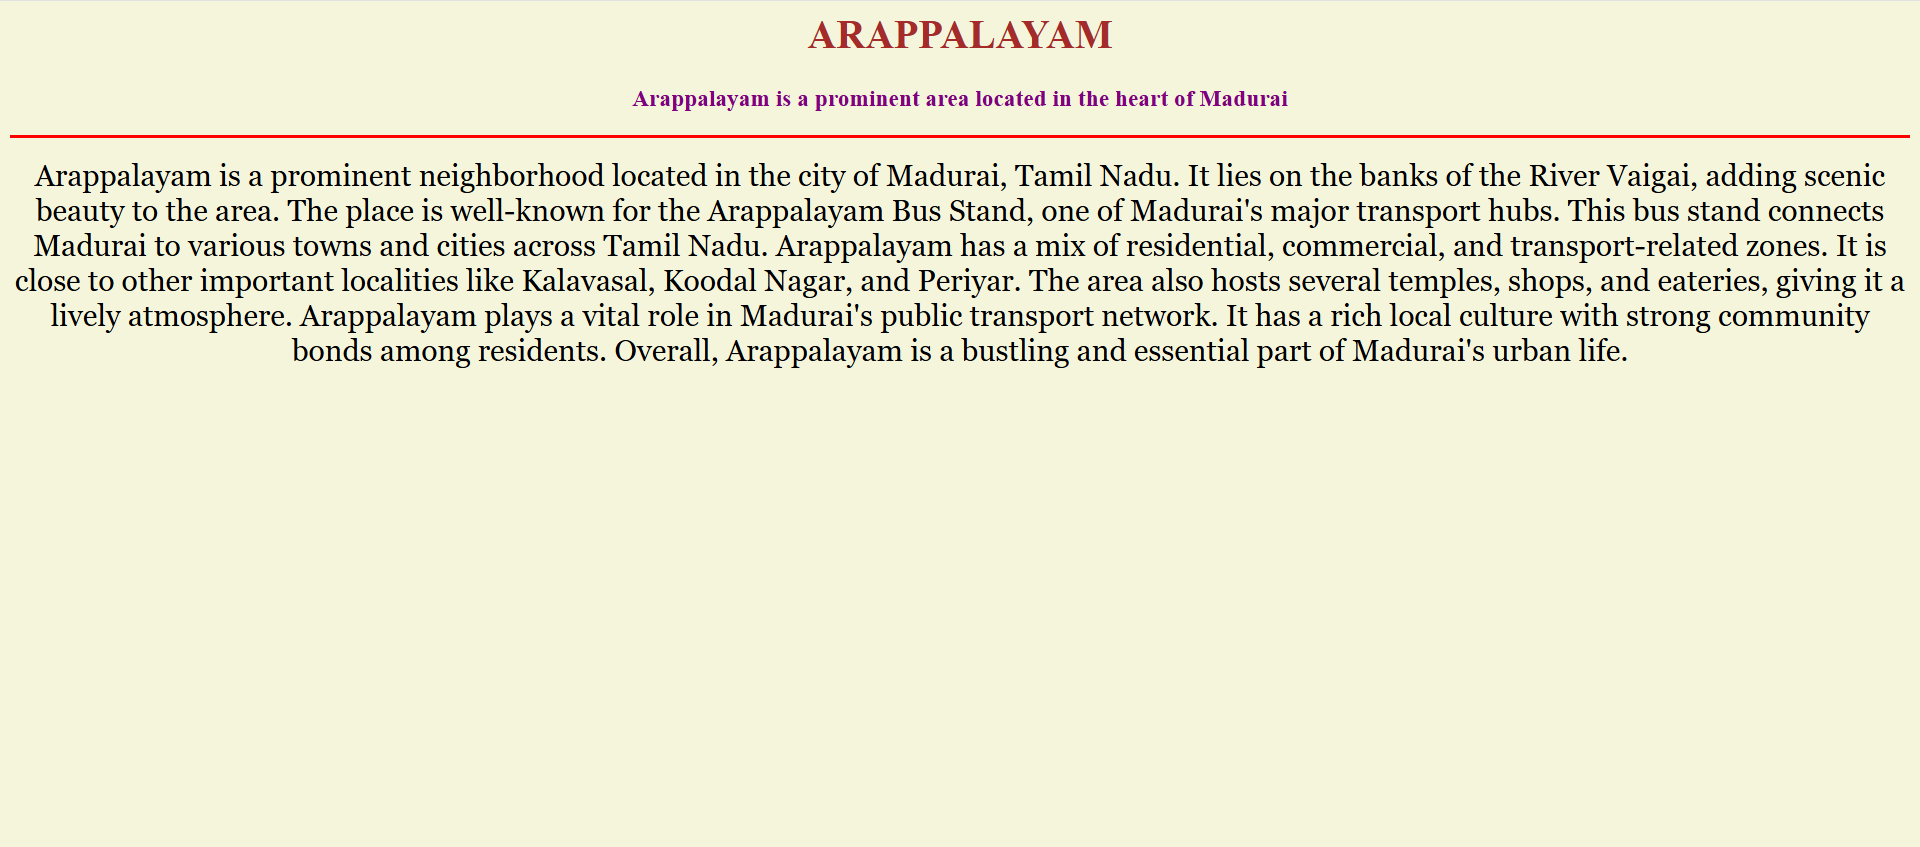 ARAPPALAYAM
Arappalayam is a prominent area located in the heart of Madurai
Arappalayam is a prominent neighborhood located in the city of Madurai, Tamil Nadu. It lies on the banks of the River Vaigai, adding scenic
beauty to the area. The place is well-known for the Arappalayam Bus Stand, one of Madurai's major transport hubs. This bus stand connects
Madurai to various towns and cities across Tamil Nadu. Arappalayam has a mix of residential, commercial, and transport-related zones. It is
close to other important localities like Kalavasal, Koodal Nagar, and Periyar. The area also hosts several temples, shops, and eateries, giving it a
lively atmosphere. Arappalayam plays a vital role in Madurai's public transport network. It has a rich local culture with strong community
bonds among residents. Overall, Arappalayam is a bustling and essential part of Madurai's urban life.